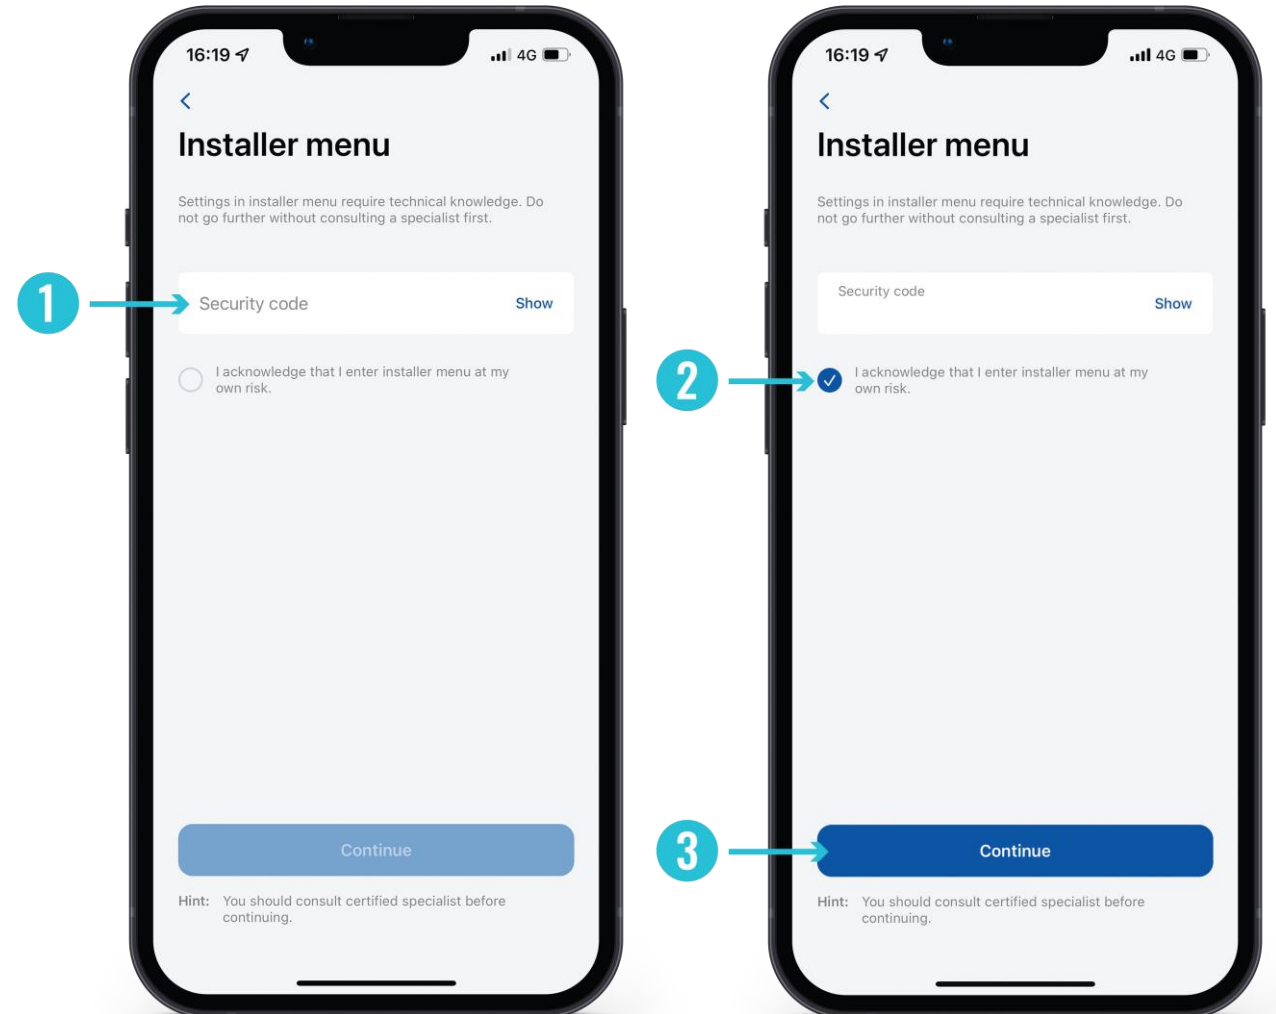 16:19
4G
Installer menu
Settings in installer menu require technical knowledge. Do
not go further without consulting a specialist first.
1
Security code
Show
I acknowledge that I enter installer menu at my
own risk.
Continue
Hint: You should consult certified specialist before
continuing.
16:19
4G
Installer menu
Settings in installer menu require technical knowledge. Do
not go further without consulting a specialist first.
Security code
Show
2
I acknowledge that I enter installer menu at my
own risk.
3
Continue
Hint: You should consult certified specialist before
continuing.